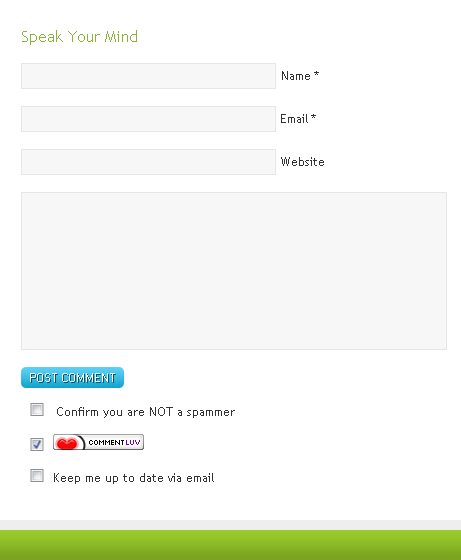 Speak Your Mind
Name *
Email *
Website
POST COMMENT
Confirm you are NOT a spammer
COMMENTLUV
Keep me up to date via email